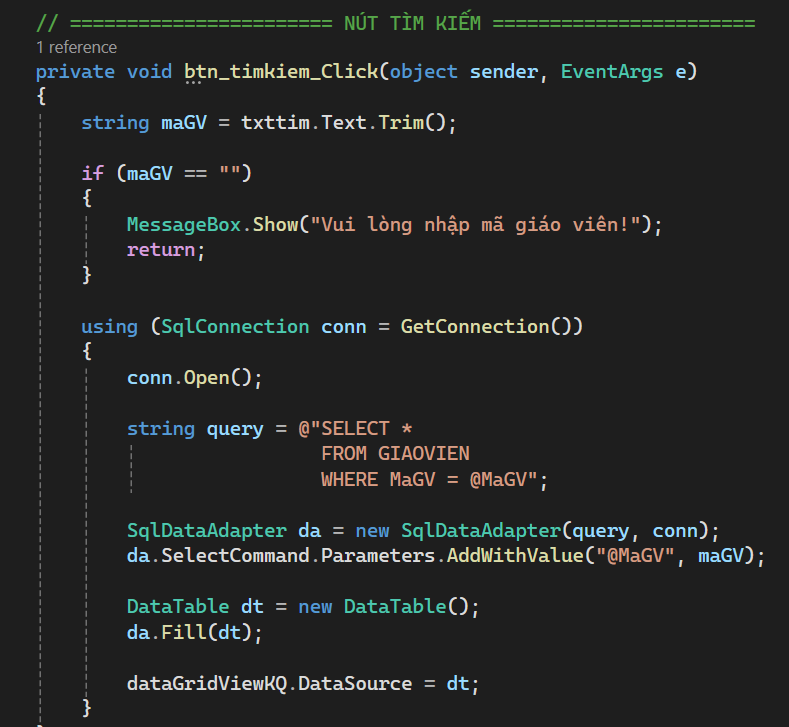 // ======================= NÚT TÌM KIẾM =======================
1 reference
private void btn_timkiem_Click(object sender, EventArgs e)
{
string maGV = txttim.Text.Trim();
if (maGV == "")
{
MessageBox.Show("Vui lòng nhập mã giáo viên!");
return;
}
using (SqlConnection conn = GetConnection())
{
conn.Open();
string query = @"SELECT *
FROM GIAOVIEN
WHERE MaGV = @MaGV";
SqlDataAdapter da = new SqlDataAdapter(query, conn);
da.SelectCommand.Parameters.AddWithValue("@MaGV", maGV);
DataTable dt = new DataTable();
da.Fill(dt);
dataGridViewKQ.DataSource = dt;
}